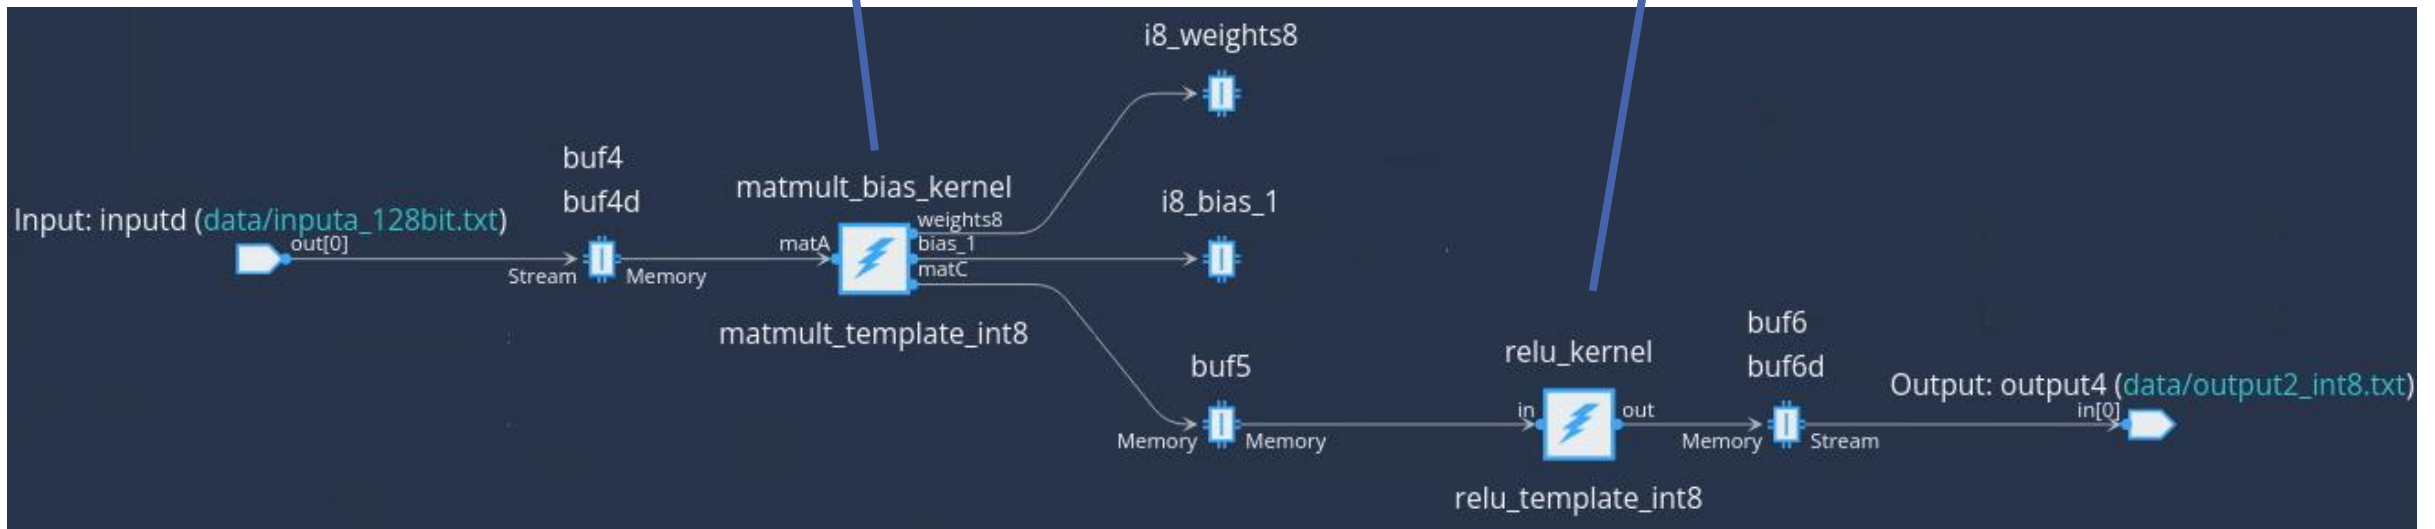 i8_weights8
buf4
buf4d
matmult_bias_kernel
i8_bias_1
Input: inputd (data/inputa_128bit.txt)
out[0]
Stream
Memory
matA
weights8
bias_1
matC
matmult_template_int8
buf5
Memory
Memory
relu_kernel
in
out
relu_template_int8
buf6
buf6d
Memory
Stream
Output: output4 (data/output2_int8.txt)
in[0]